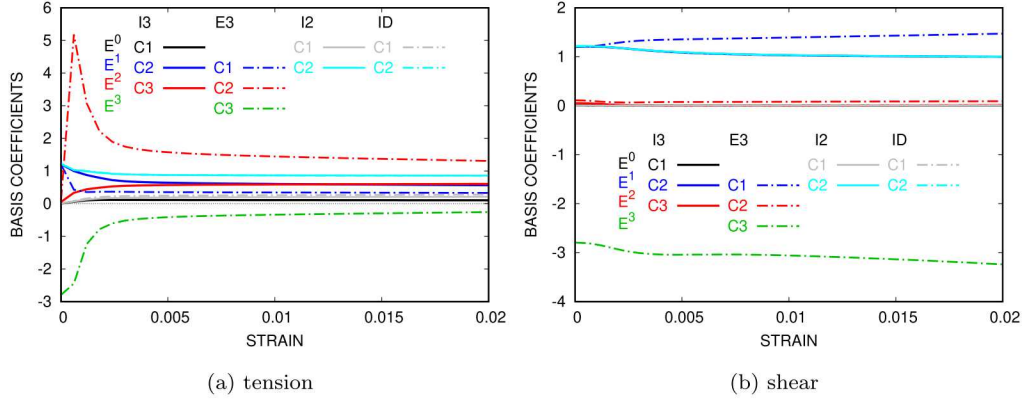 6
5
4
3
2
1
0
-1
-2
-3
BASIS COEFFICIENTS
I3 E3 I2 ID
E0 C1 C1 C1
E1 C2 C1 C2 C2
E2 C3 C2
E3 C3
0 0.005 0.01 0.015 0.02
STRAIN
(a) tension
2
1
0
-1
-2
-3
-4
BASIS COEFFICIENTS
I3 E3 I2 ID
E0 C1 C1 C1
E1 C2 C1 C2 C2
E2 C3 C2
E3 C3
0 0.005 0.01 0.015 0.02
STRAIN
(b) shear